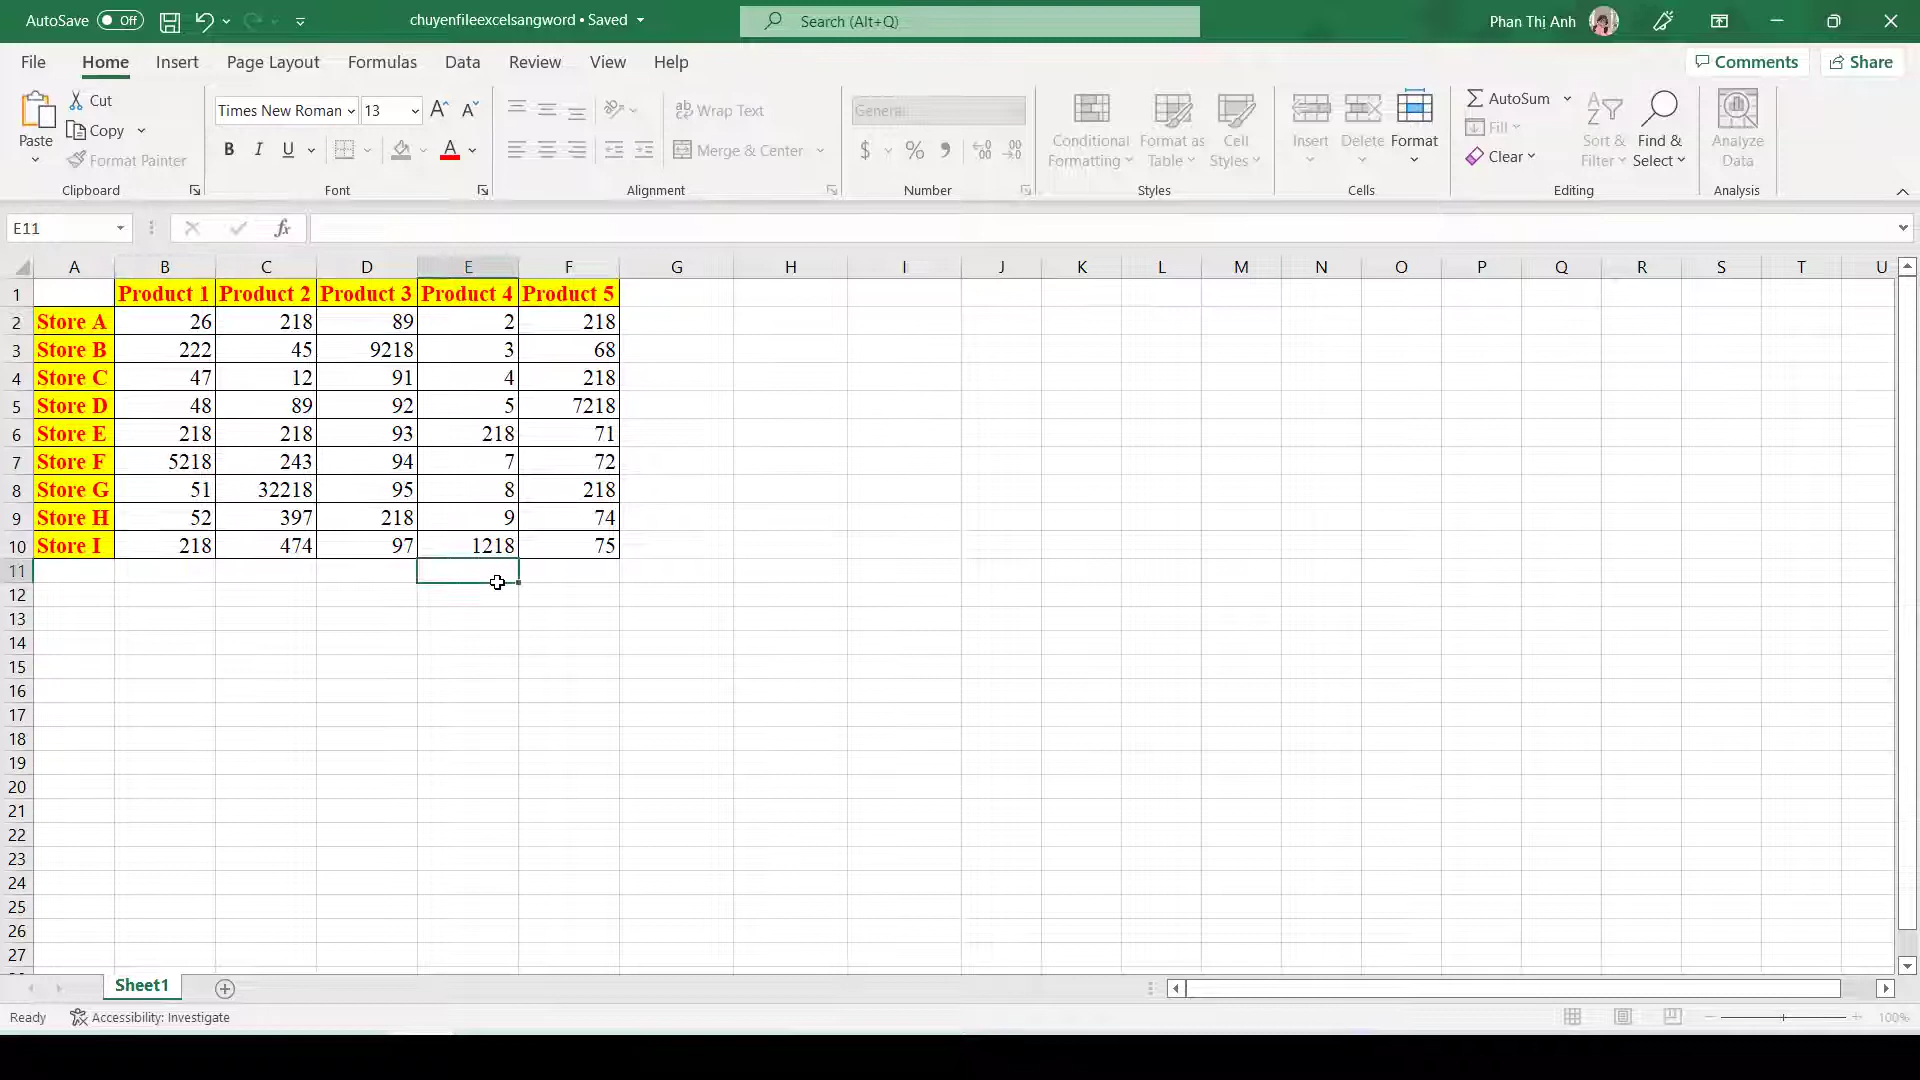 AutoSave Off chuyenfileexcelsangword • Saved Search (Alt+Q) Phan Thị Anh
File Home Insert Page Layout Formulas Data Review View Help Comments Share
Paste Cut Copy Format Painter Clipboard
Times New Roman 13 B I U A Font
Wrap Text Merge & Center Alignment
General $ % Number
Conditional Formatting Format as Table Cell Styles Styles
Insert Delete Format Cells
AutoSum Fill Clear Sort & Filter Find & Select Editing
Analyze Data Analysis
E11 fx
A B C D E F G H I J K L M N O P Q R S T U
1 Product 1 Product 2 Product 3 Product 4 Product 5
2 Store A 26 218 89 2 218
3 Store B 222 45 9218 3 68
4 Store C 47 12 91 4 218
5 Store D 48 89 92 5 7218
6 Store E 218 218 93 218 71
7 Store F 5218 243 94 7 72
8 Store G 51 32218 95 8 218
9 Store H 52 397 218 9 74
10 Store I 218 474 97 1218 75
11
12
13
14
15
16
17
18
19
20
21
22
23
24
25
26
27
Sheet1
Ready Accessibility: Investigate 100%